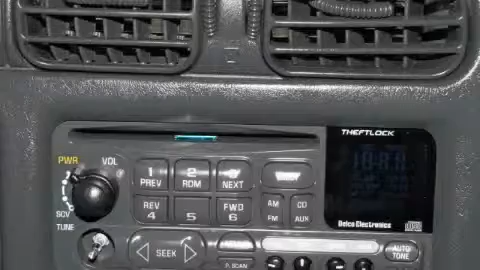 THEFTLOCK
PWR VOL
1 PREV
2 RDM
3 NEXT
REV 4
5
FWD 6
AM FM
CD AUX
SCV
TUNE
SEEK
P. SCAN
AUTO TONE
Delco Electronics